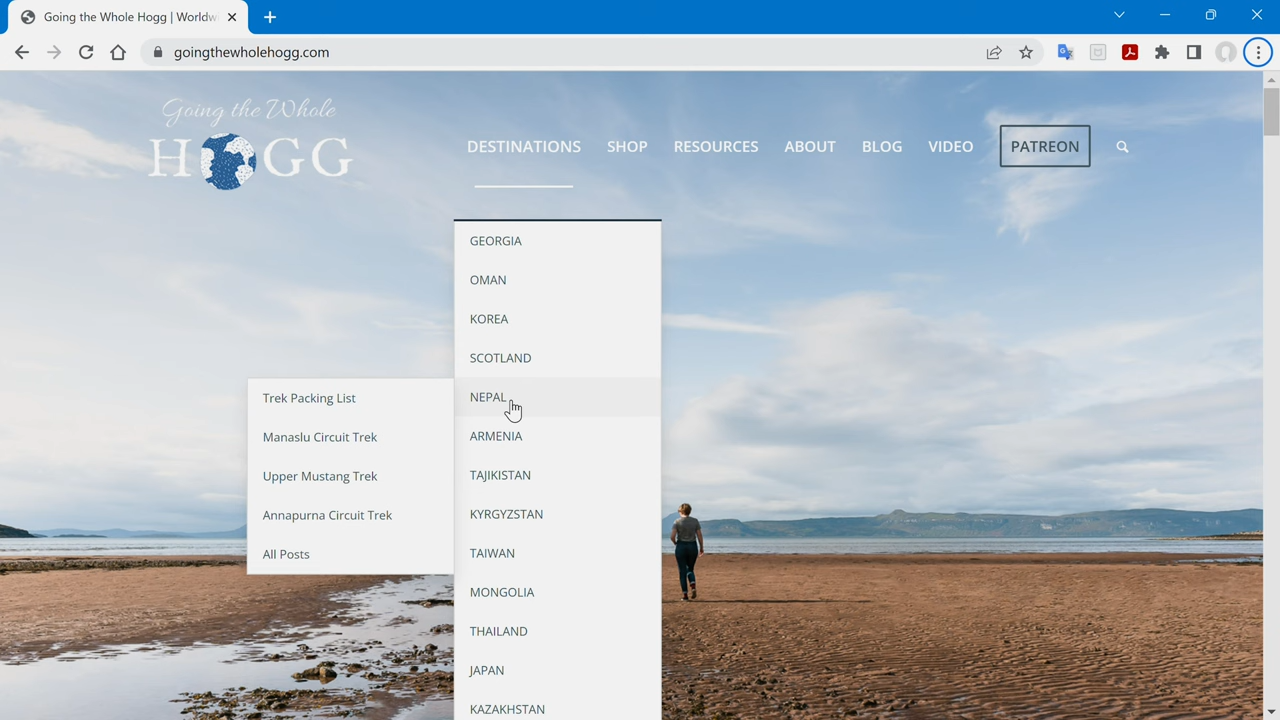 Going the Whole Hogg | Worldw
goingthewholehogg.com
Going the Whole
HOGG
DESTINATIONS SHOP RESOURCES ABOUT BLOG VIDEO PATREON
GEORGIA
OMAN
KOREA
SCOTLAND
NEPAL
ARMENIA
TAJIKISTAN
KYRGYZSTAN
TAIWAN
MONGOLIA
THAILAND
JAPAN
KAZAKHSTAN
Trek Packing List
Manaslu Circuit Trek
Upper Mustang Trek
Annapurna Circuit Trek
All Posts